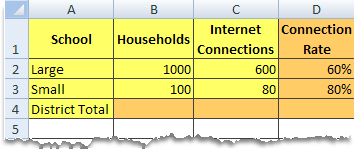 A B C D
1 School Households Internet Connections Connection Rate
2 Large 1000 600 60%
3 Small 100 80 80%
4 District Total
5